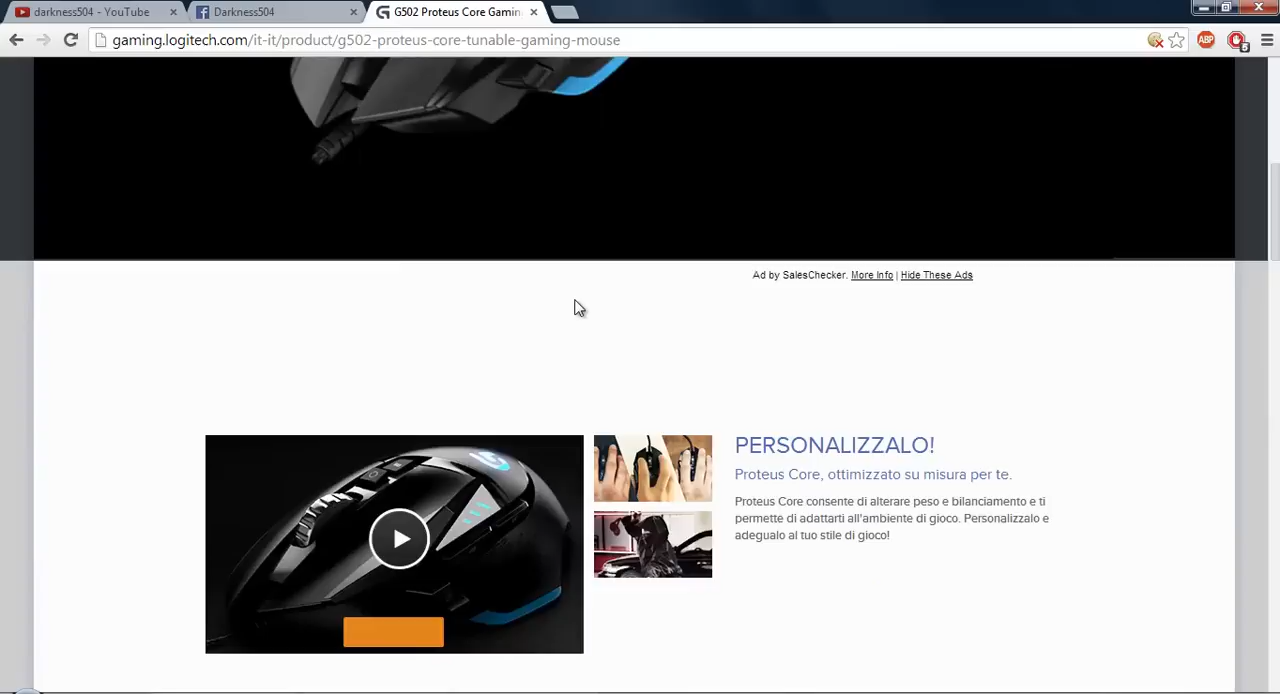 darkness504 - YouTube
Darkness504
G502 Proteus Core Gamin
gaming.logitech.com/it-it/product/g502-proteus-core-tunable-gaming-mouse
ABP
5
Ad by SalesChecker. More Info | Hide These Ads
PERSONALIZZALO!
Proteus Core, ottimizzato su misura per te.
Proteus Core consente di alterare peso e bilanciamento e ti
permette di adattarti all'ambiente di gioco. Personalizzalo e
adegualo al tuo stile di gioco!